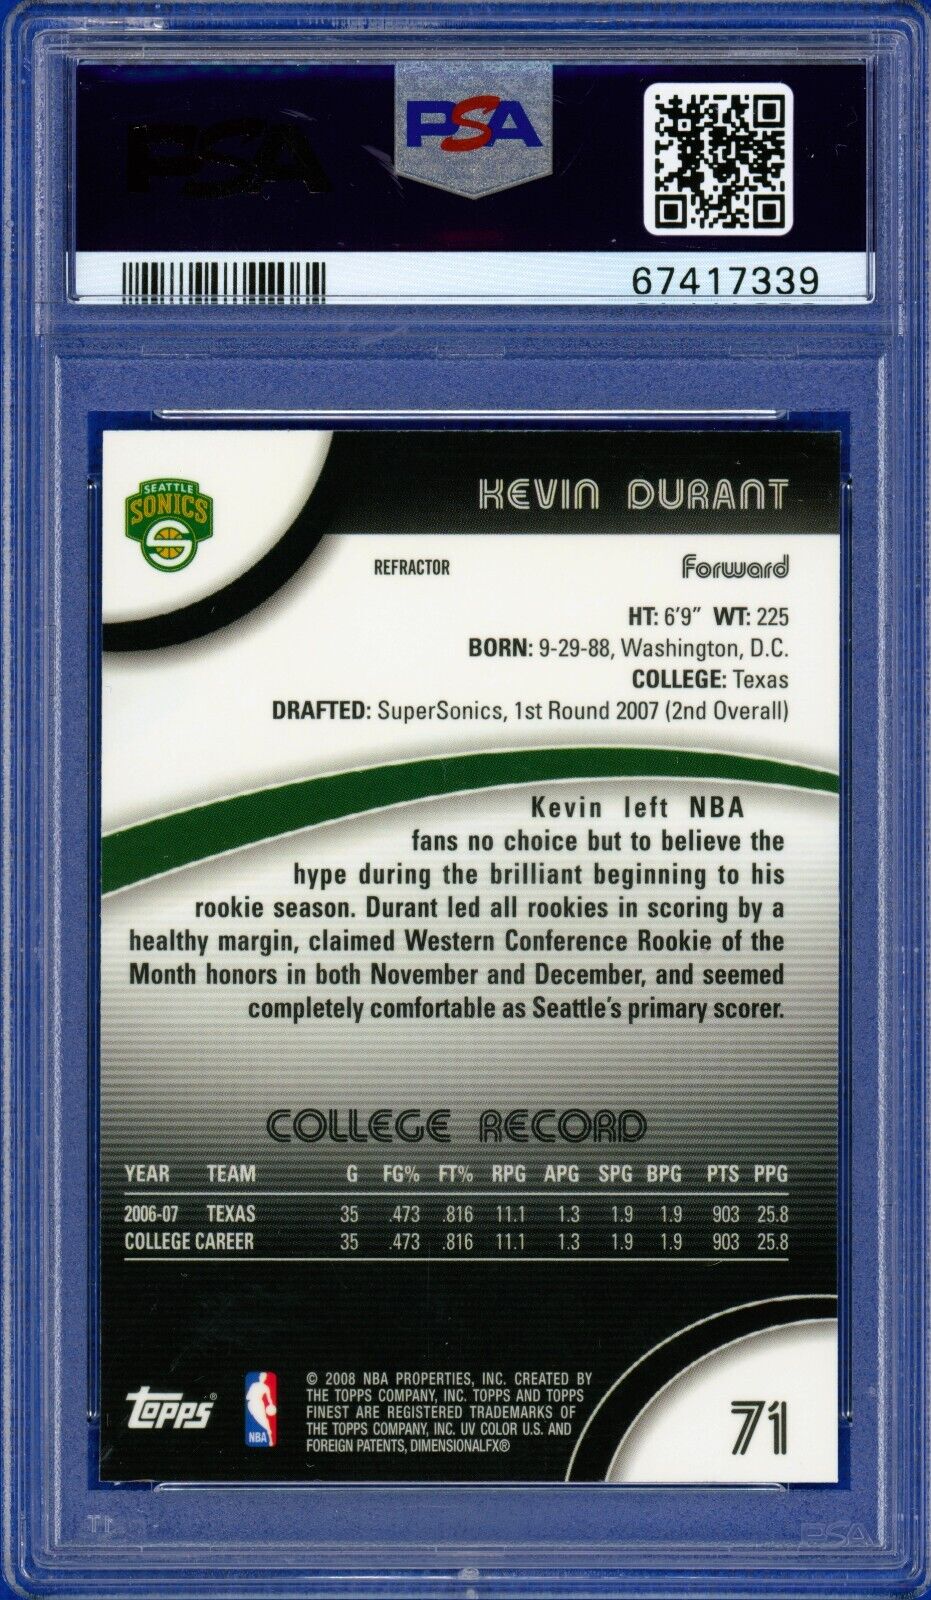 PSA
PSA
67417339
SEATTLE
SONICS
KEVIN DURANT
REFRACTOR
Forward
HT: 6'9" WT: 225
BORN: 9-29-88, Washington, D.C.
COLLEGE: Texas
DRAFTED: SuperSonics, 1st Round 2007 (2nd Overall)
Kevin left NBA
fans no choice but to believe the
hype during the brilliant beginning to his
rookie season. Durant led all rookies in scoring by a
healthy margin, claimed Western Conference Rookie of the
Month honors in both November and December, and seemed
completely comfortable as Seattle's primary scorer.
COLLEGE RECORD
YEAR TEAM G FG% FT% RPG APG SPG BPG PTS PPG
2006-07 TEXAS 35 .473 .816 11.1 1.3 1.9 1.9 903 25.8
COLLEGE CAREER 35 .473 .816 11.1 1.3 1.9 1.9 903 25.8
Topps®
NBA
© 2008 NBA PROPERTIES, INC. CREATED BY
THE TOPPS COMPANY, INC. TOPPS AND TOPPS
FINEST ARE REGISTERED TRADEMARKS OF
THE TOPPS COMPANY, INC. UV COLOR U.S. AND
FOREIGN PATENTS, DIMENSIONALFX®
71
PSA